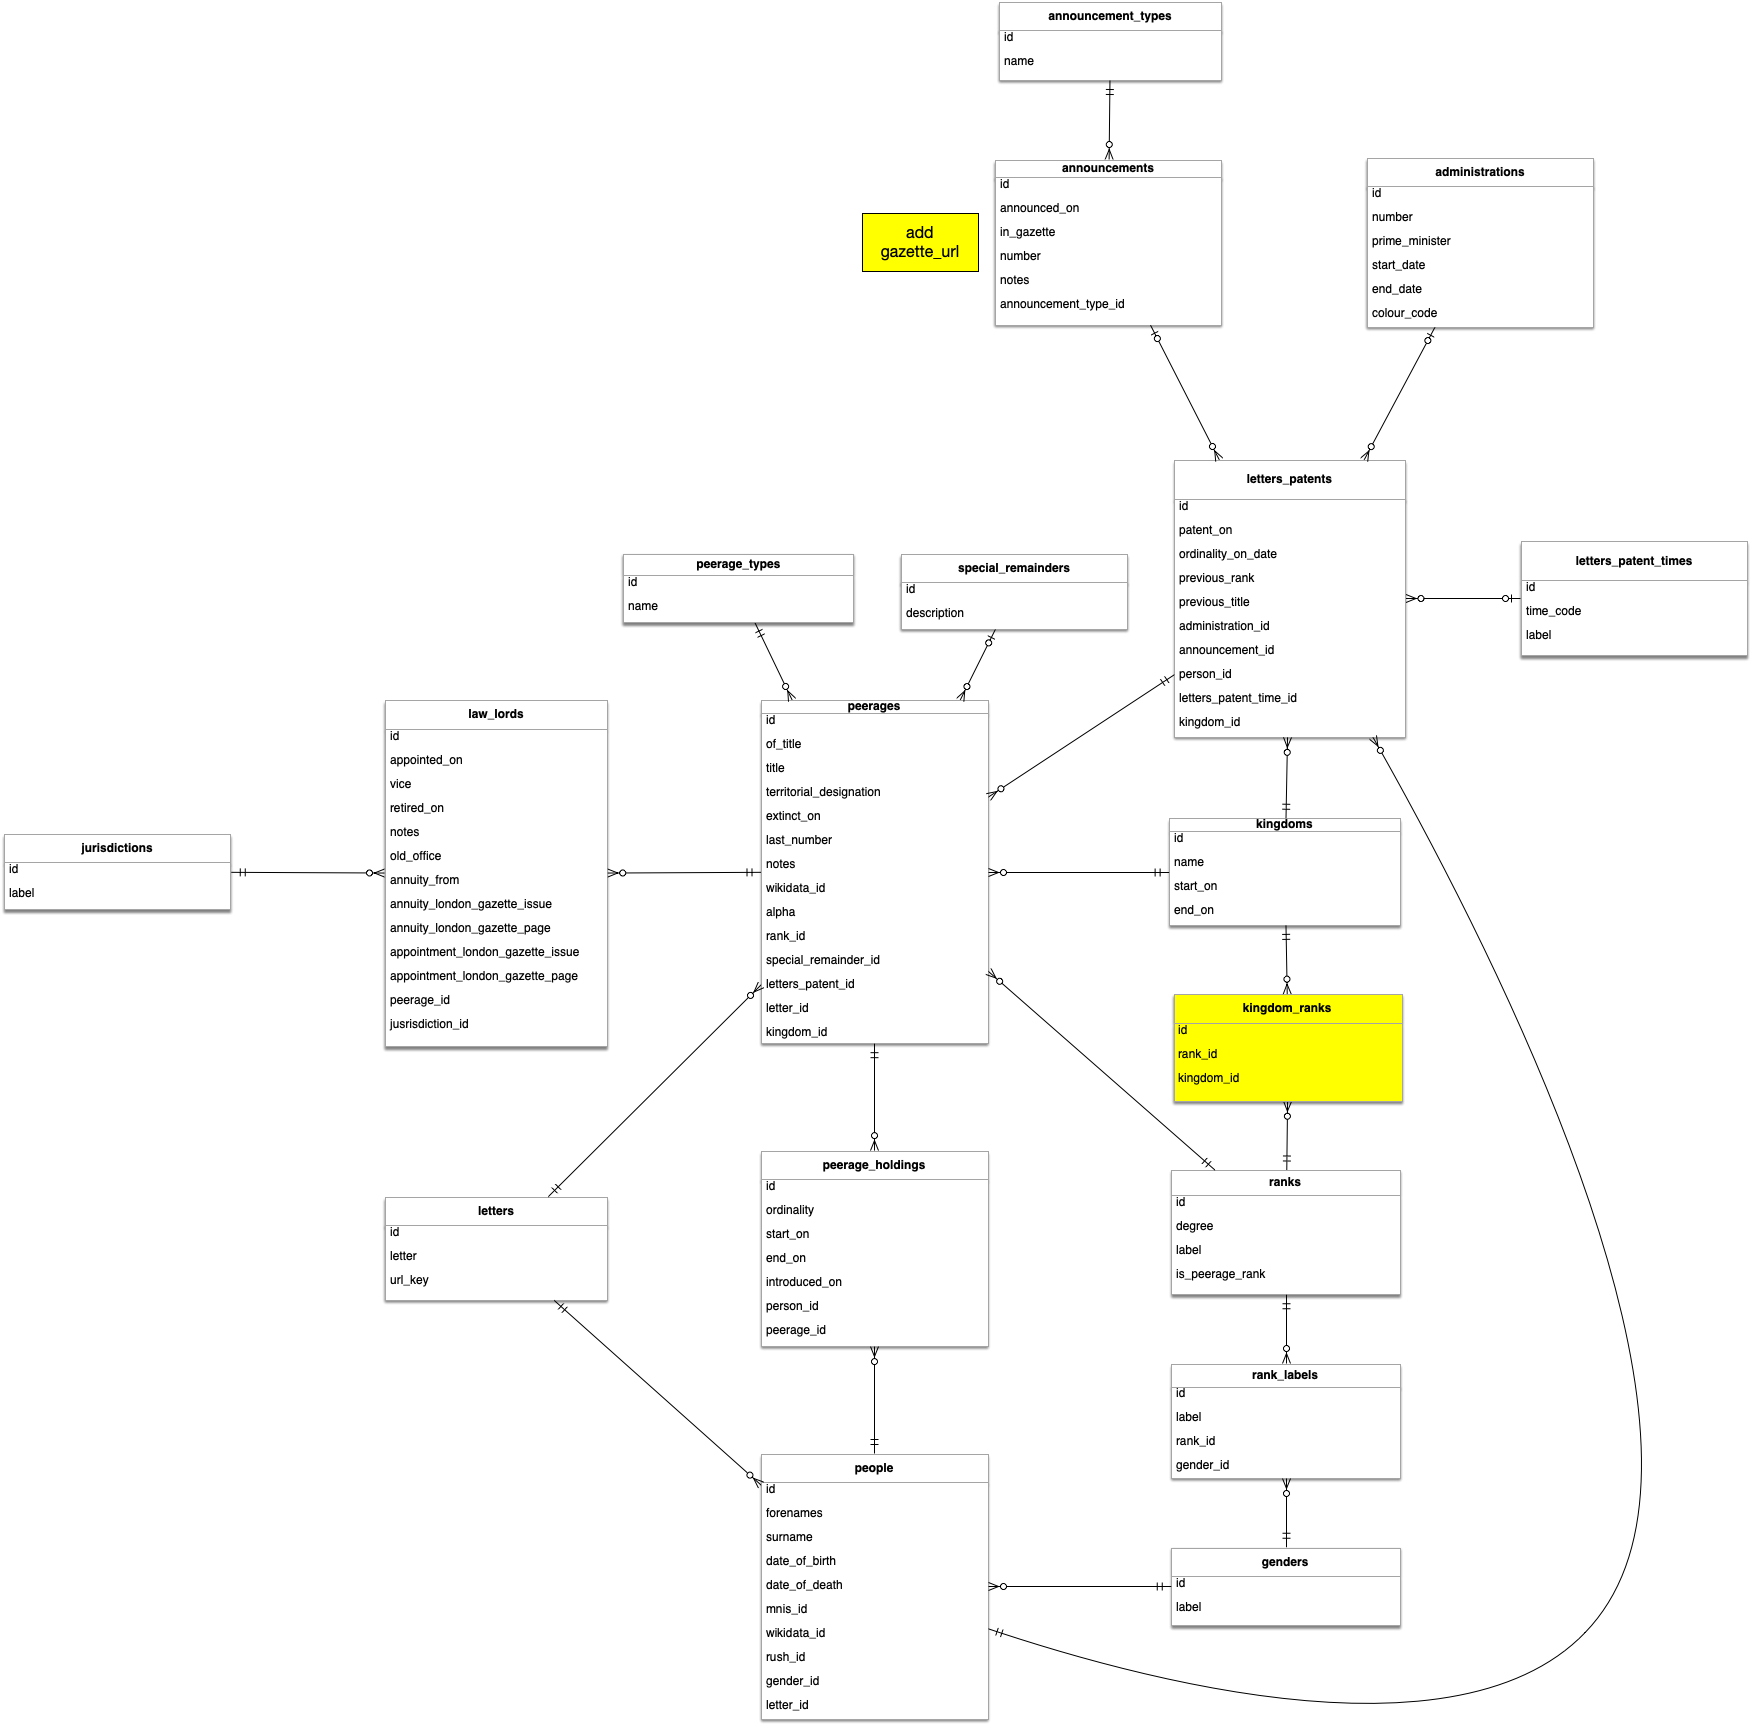 announcement_types
id
name
announcements
id
announced_on
in_gazette
number
notes
announcement_type_id
add
gazette_url
administrations
id
number
prime_minister
start_date
end_date
colour_code
letters_patents
id
patent_on
ordinality_on_date
previous_rank
previous_title
administration_id
announcement_id
person_id
letters_patent_time_id
kingdom_id
letters_patent_times
id
time_code
label
peerage_types
id
name
special_remainders
id
description
law_lords
id
appointed_on
vice
retired_on
notes
old_office
annuity_from
annuity_london_gazette_issue
annuity_london_gazette_page
appointment_london_gazette_issue
appointment_london_gazette_page
peerage_id
jusrisdiction_id
peerages
id
of_title
title
territorial_designation
extinct_on
last_number
notes
wikidata_id
alpha
rank_id
special_remainder_id
letters_patent_id
letter_id
kingdom_id
jurisdictions
id
label
kingdoms
id
name
start_on
end_on
kingdom_ranks
id
rank_id
kingdom_id
letters
id
letter
url_key
peerage_holdings
id
ordinality
start_on
end_on
introduced_on
person_id
peerage_id
ranks
id
degree
label
is_peerage_rank
rank_labels
id
label
rank_id
gender_id
people
id
forenames
surname
date_of_birth
date_of_death
mnis_id
wikidata_id
rush_id
gender_id
letter_id
genders
id
label